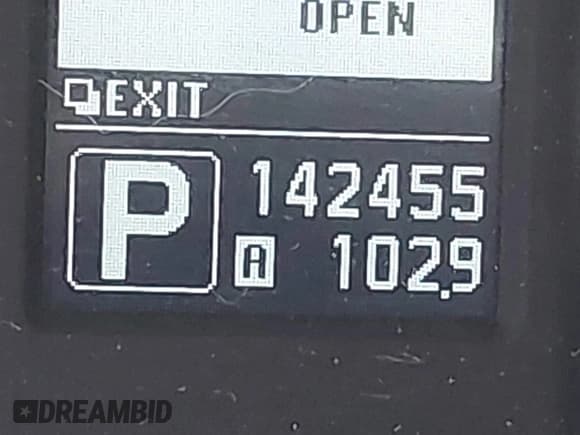 OPEN
EXIT
P
142455
A 102.9
DREAMBID